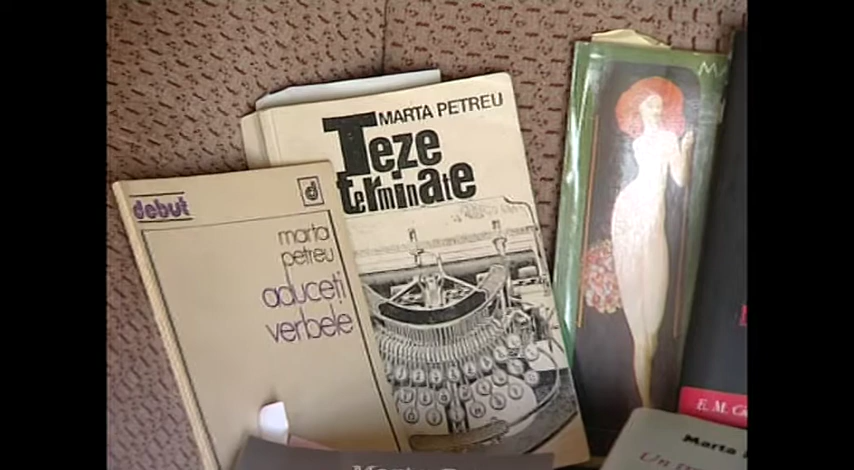 MARTA PETREU
Teze
terminate
debut
d
marta
petreu
aduceți
verbele
E. M.
Marta